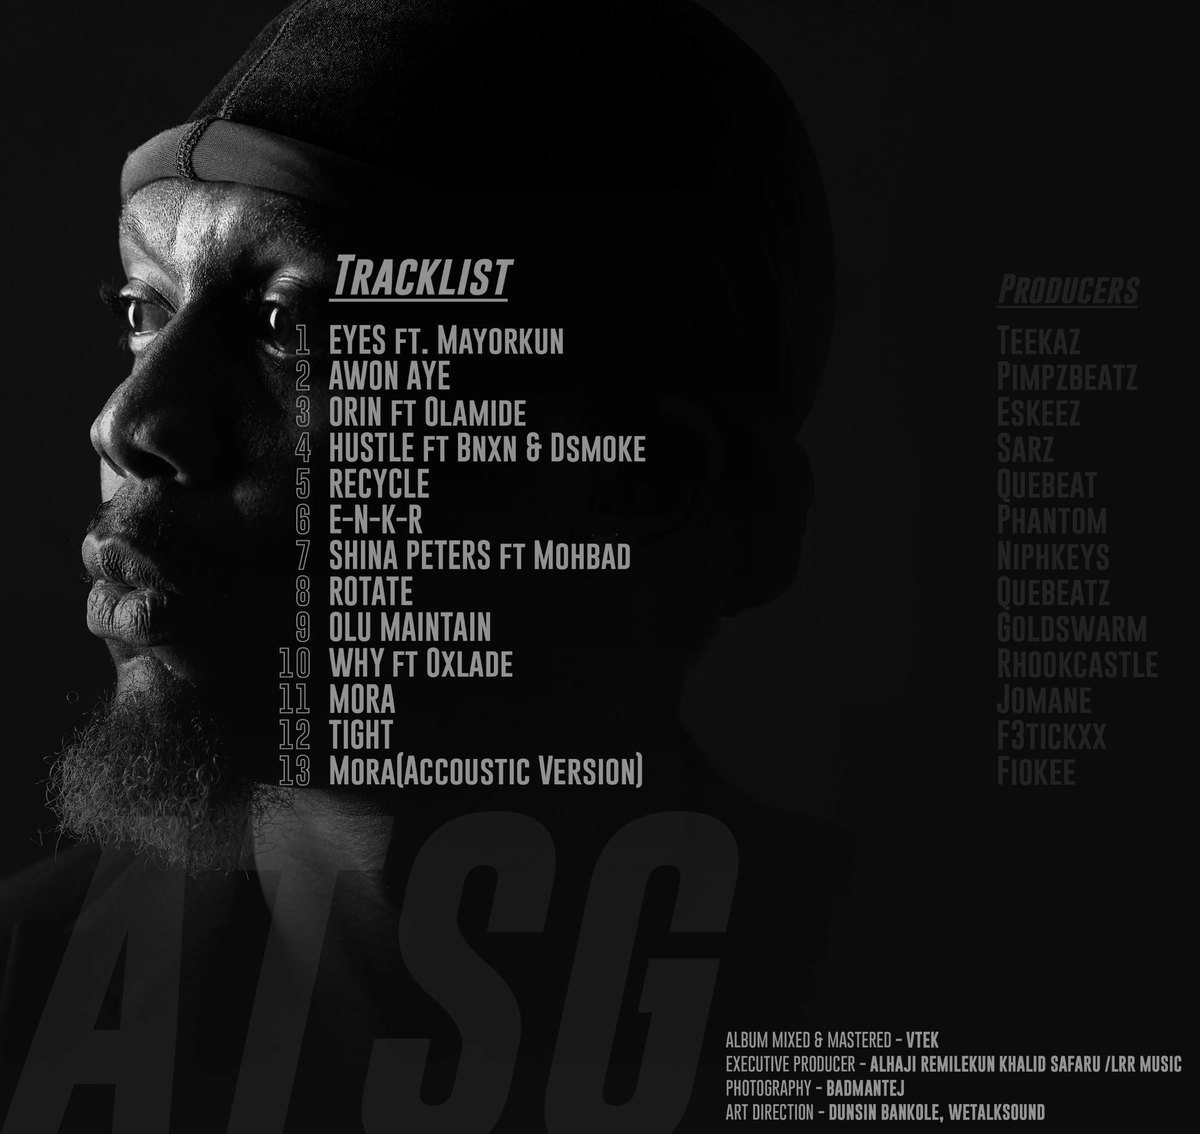 TRACKLIST
PRODUCERS
1 EYES FT. MAYORKUN TEEKAZ
2 AWON AYE PIMPZBEATZ
3 ORIN FT OLAMIDE ESKEEZ
4 HUSTLE FT BNXN & DSMOKE SARZ
5 RECYCLE QUEBEAT
6 E-N-K-R PHANTOM
7 SHINA PETERS FT MOHBAD NIPHKEYS
8 ROTATE QUEBEATZ
9 OLU MAINTAIN GOLDSWARM
10 WHY FT OXLADE RHOOKCASTLE
11 MORA JOMANE
12 TIGHT F3TICKXX
13 MORA(ACCOUSTIC VERSION) FIOKEE
ATSG
ALBUM MIXED & MASTERED - VTEK
EXECUTIVE PRODUCER - ALHAJI REMILEKUN KHALID SAFARU /LRR MUSIC
PHOTOGRAPHY - BADMANTEJ
ART DIRECTION - DUNSIN BANKOLE, WETALKSOUND